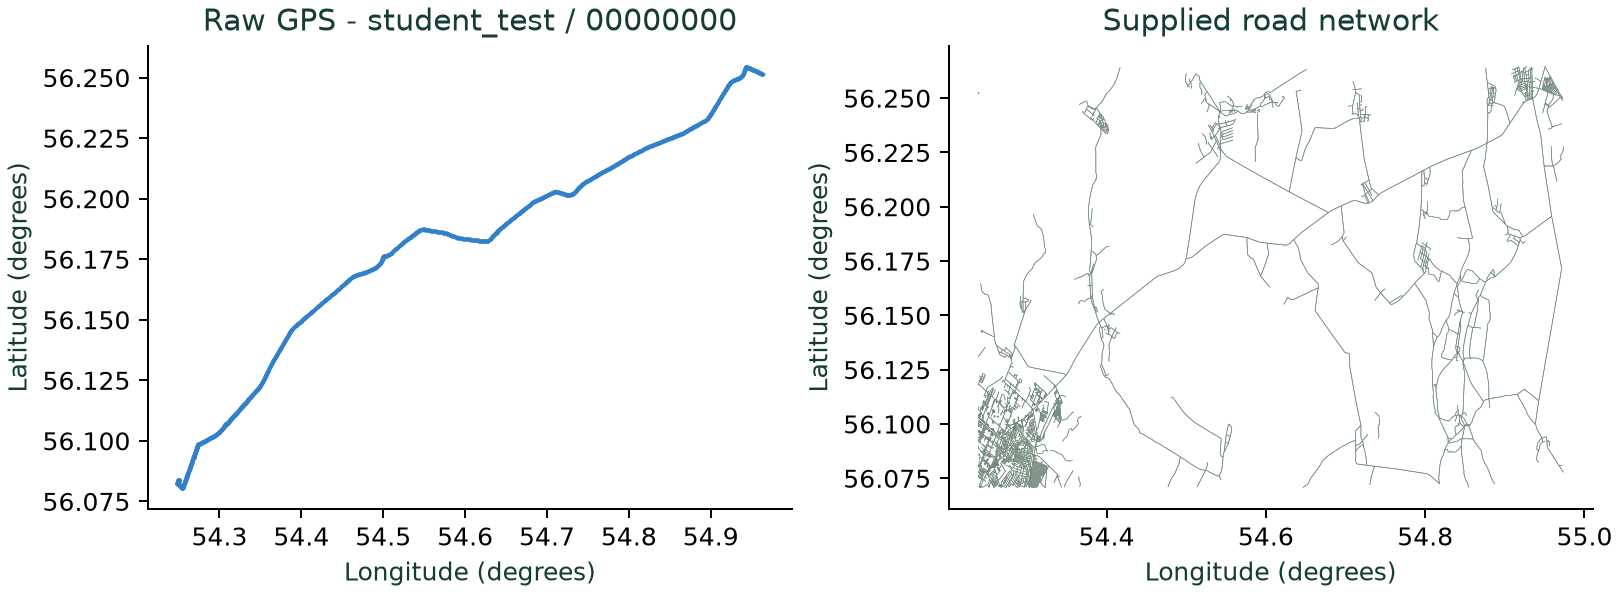 Raw GPS - student_test / 00000000
56.250
56.225
56.200
56.175
56.150
56.125
56.100
56.075
Latitude (degrees)
54.3 54.4 54.5 54.6 54.7 54.8 54.9
Longitude (degrees)
Supplied road network
56.250
56.225
56.200
56.175
56.150
56.125
56.100
56.075
Latitude (degrees)
54.4 54.6 54.8 55.0
Longitude (degrees)